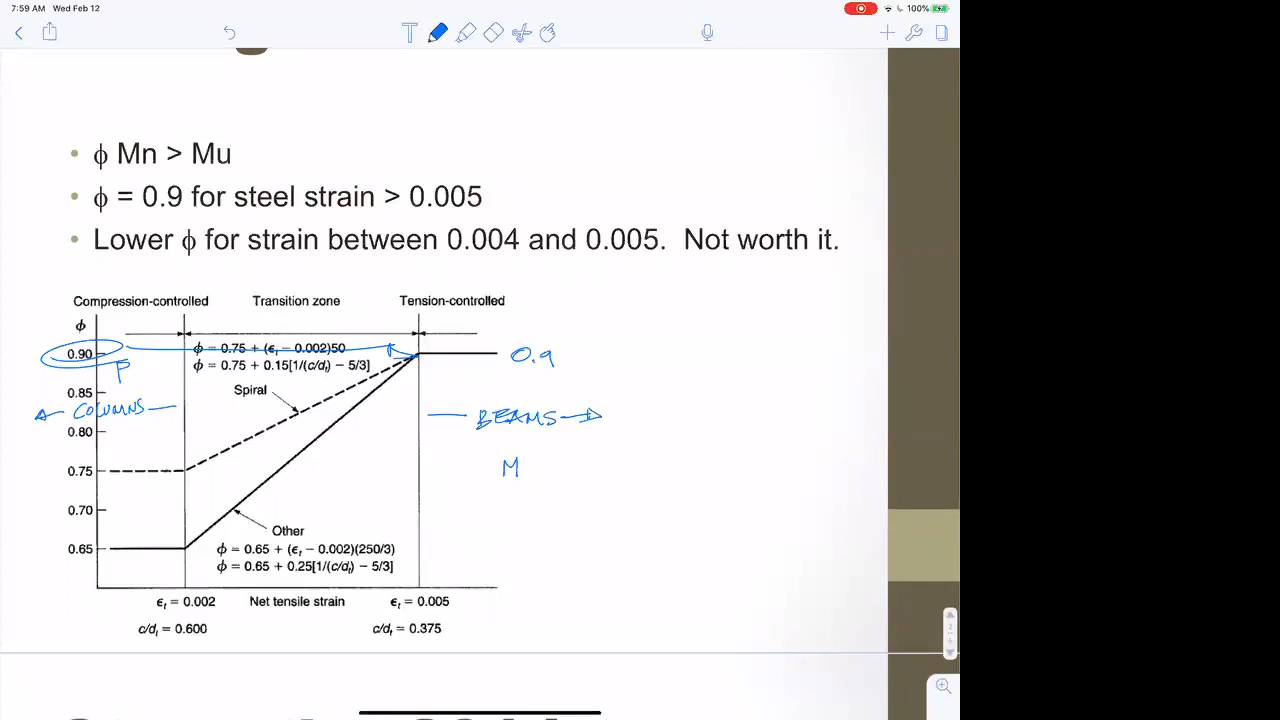 7:59 AM Wed Feb 12
100%
• ϕ Mn > Mu
• ϕ = 0.9 for steel strain > 0.005
• Lower ϕ for strain between 0.004 and 0.005. Not worth it.
Compression-controlled Transition zone Tension-controlled
ϕ
0.90
ϕ = 0.75 + (ϵt − 0.002)50
0.9
ϕ = 0.75 + 0.15[1/(c/dt) − 5/3]
P
Spiral
0.85
COLUMNS
BEAMS
0.80
0.75
M
0.70
Other
0.65
ϕ = 0.65 + (ϵt − 0.002)(250/3)
ϕ = 0.65 + 0.25[1/(c/dt) − 5/3]
ϵt = 0.002 Net tensile strain ϵt = 0.005
c/dt = 0.600 c/dt = 0.375